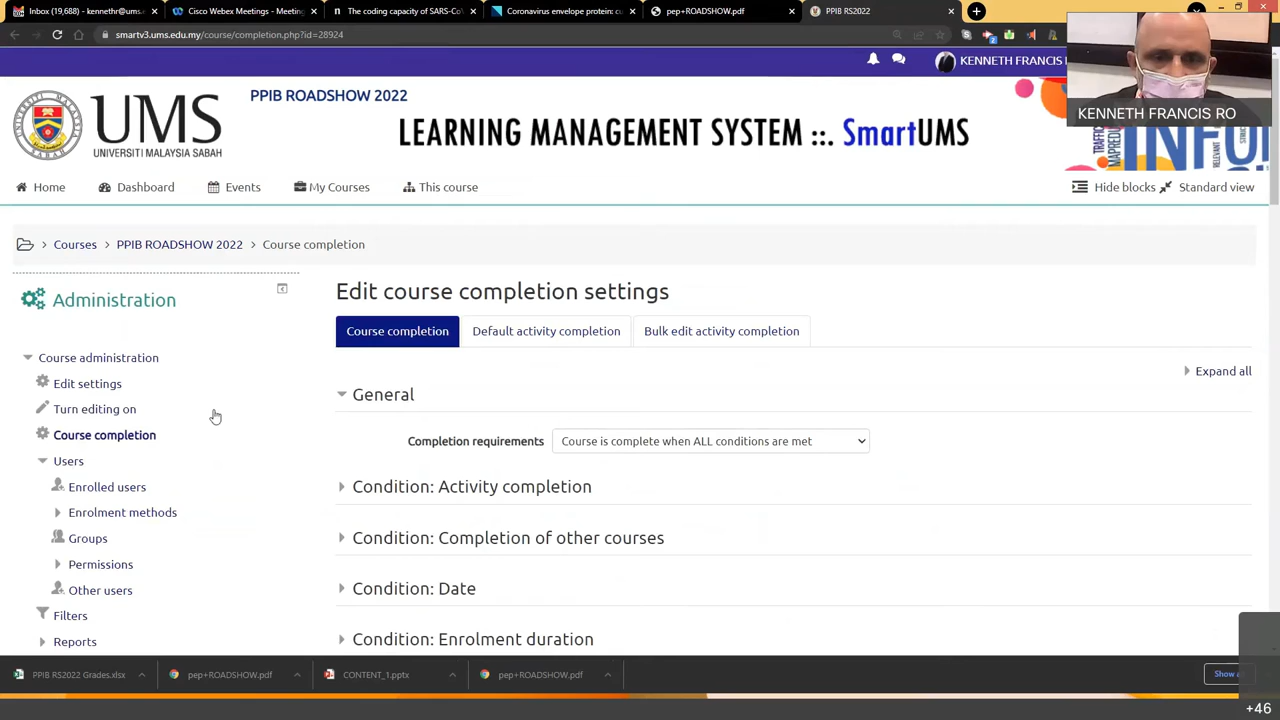 Inbox (19,688) - kennethr@ums.e
Cisco Webex Meetings - Meeting
The coding capacity of SARS-CoV
Coronavirus envelope protein: cu
pep+ROADSHOW.pdf
PPIB RS2022
smartv3.ums.edu.my/course/completion.php?id=28924
KENNETH FRANCIS
KENNETH FRANCIS RO
UMS
UNIVERSITI MALAYSIA SABAH
PPIB ROADSHOW 2022
LEARNING MANAGEMENT SYSTEM ::. SmartUMS
INFO!
Home
Dashboard
Events
My Courses
This course
Hide blocks
Standard view
Courses
PPIB ROADSHOW 2022
Course completion
Administration
Course administration
Edit settings
Turn editing on
Course completion
Users
Enrolled users
Enrolment methods
Groups
Permissions
Other users
Filters
Reports
Edit course completion settings
Course completion
Default activity completion
Bulk edit activity completion
Expand all
General
Completion requirements
Course is complete when ALL conditions are met
Condition: Activity completion
Condition: Completion of other courses
Condition: Date
Condition: Enrolment duration
PPIB RS2022 Grades.xlsx
pep+ROADSHOW.pdf
CONTENT_1.pptx
pep+ROADSHOW.pdf
Show a
+46